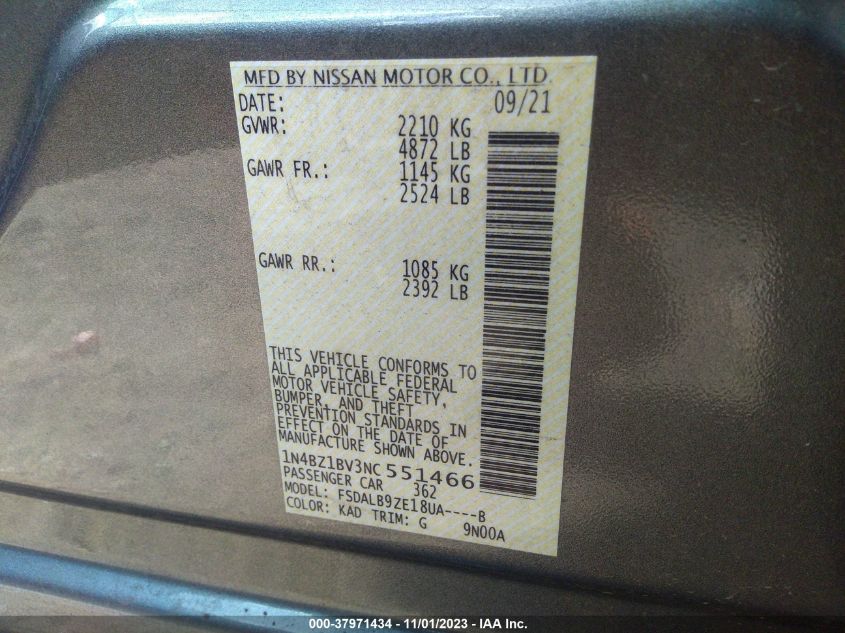 MFD BY NISSAN MOTOR CO., LTD.
DATE: 09/21
GVWR: 2210 KG
4872 LB
GAWR FR.: 1145 KG
2524 LB
GAWR RR.: 1085 KG
2392 LB
THIS VEHICLE CONFORMS TO
ALL APPLICABLE FEDERAL
MOTOR VEHICLE SAFETY,
BUMPER, AND THEFT
PREVENTION STANDARDS IN
EFFECT ON THE DATE OF
MANUFACTURE SHOWN ABOVE.
1N4BZ1BV3NC551466
PASSENGER CAR 362
MODEL: FSDALB9ZE18UA----B
COLOR: KAD TRIM: G 9N00A
000-37971434 - 11/01/2023 - IAA Inc.